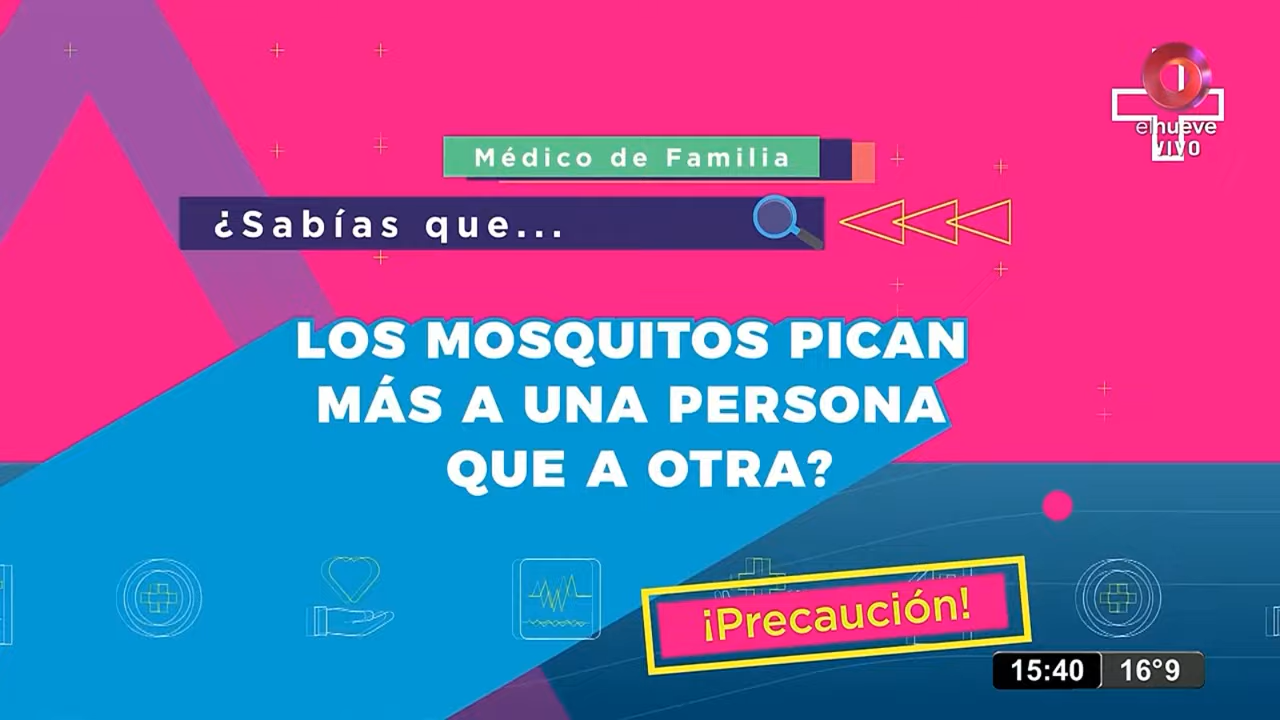 elnueve
VIVO
Médico de Familia
¿Sabías que...
LOS MOSQUITOS PICAN
MÁS A UNA PERSONA
QUE A OTRA?
¡Precaución!
15:40 16°9